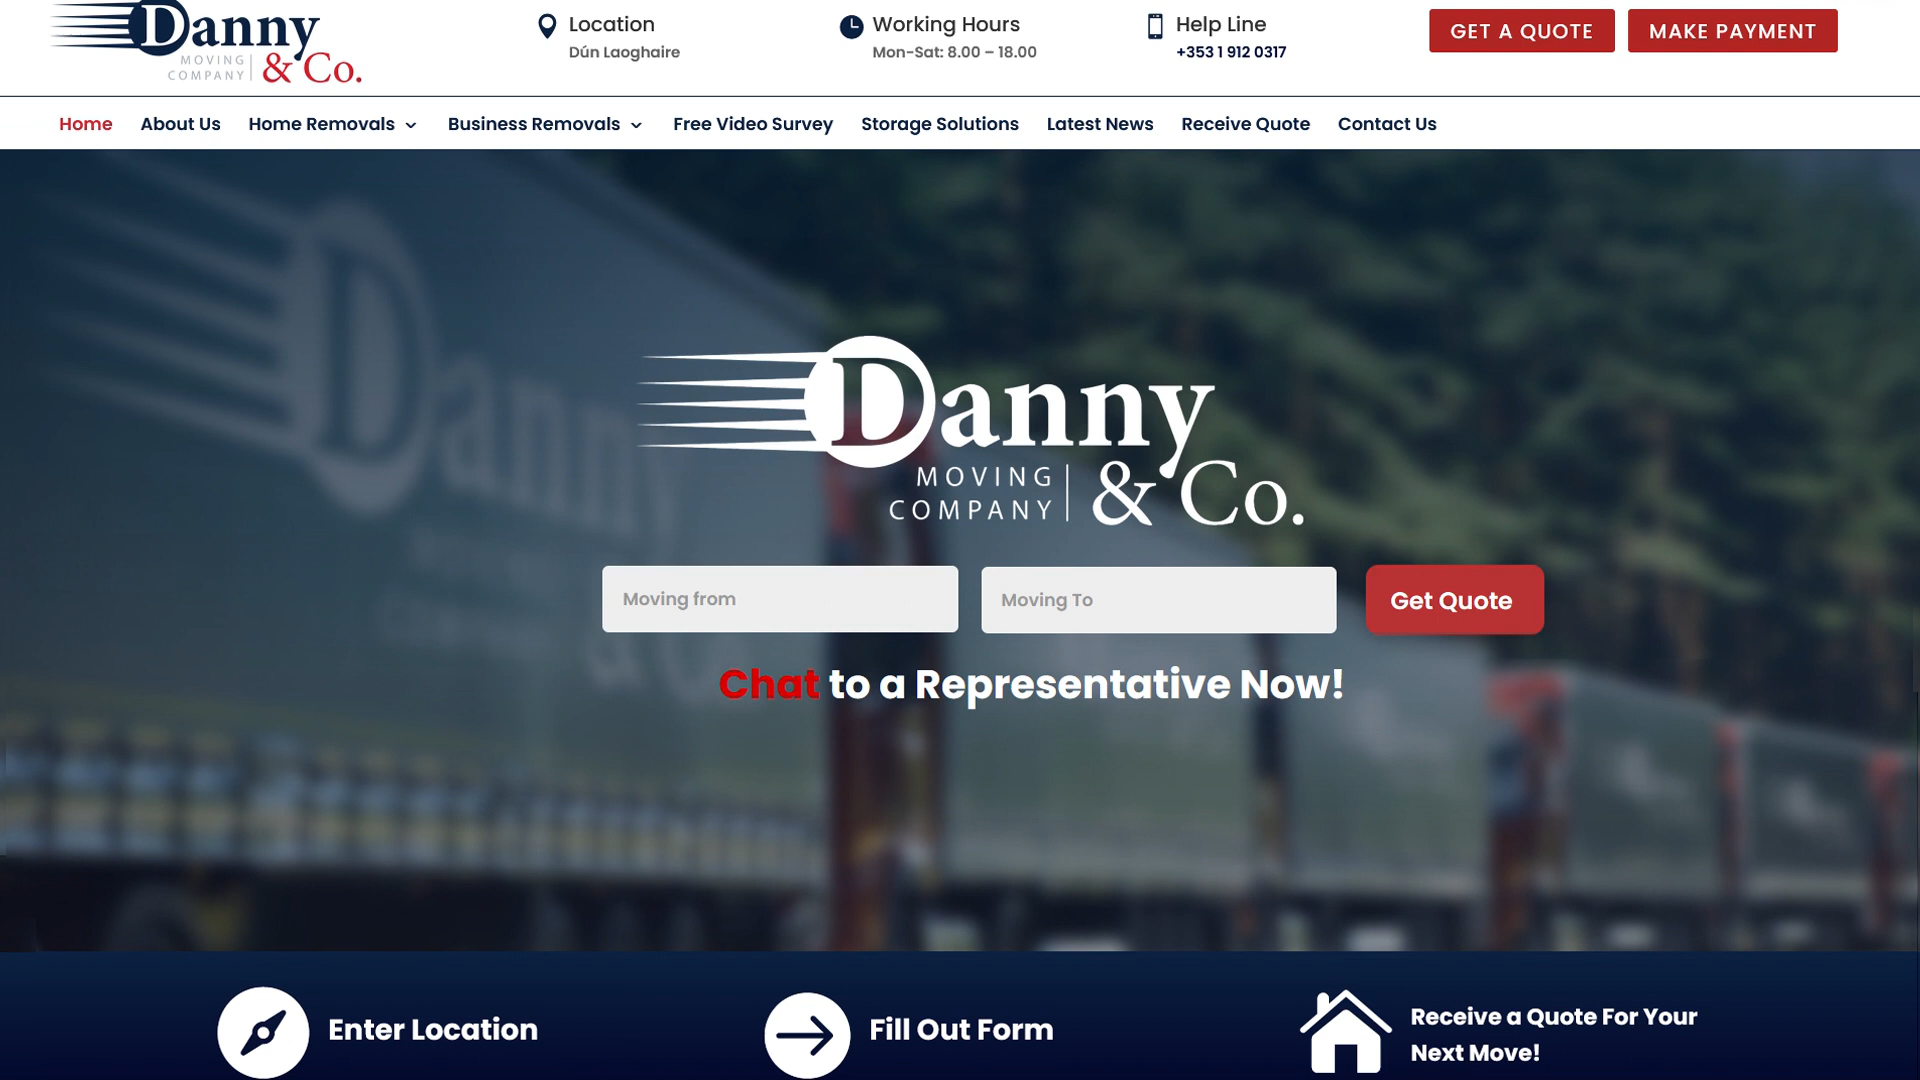 Danny
MOVING
COMPANY
& Co.
Location
Dún Laoghaire
Working Hours
Mon-Sat: 8.00 – 18.00
Help Line
+353 1 912 0317
GET A QUOTE
MAKE PAYMENT
Home
About Us
Home Removals
Business Removals
Free Video Survey
Storage Solutions
Latest News
Receive Quote
Contact Us
Danny
Danny
MOVING
COMPANY
& Co.
Moving from
Moving To
Get Quote
Chat to a Representative Now!
Enter Location
Fill Out Form
Receive a Quote For Your
Next Move!